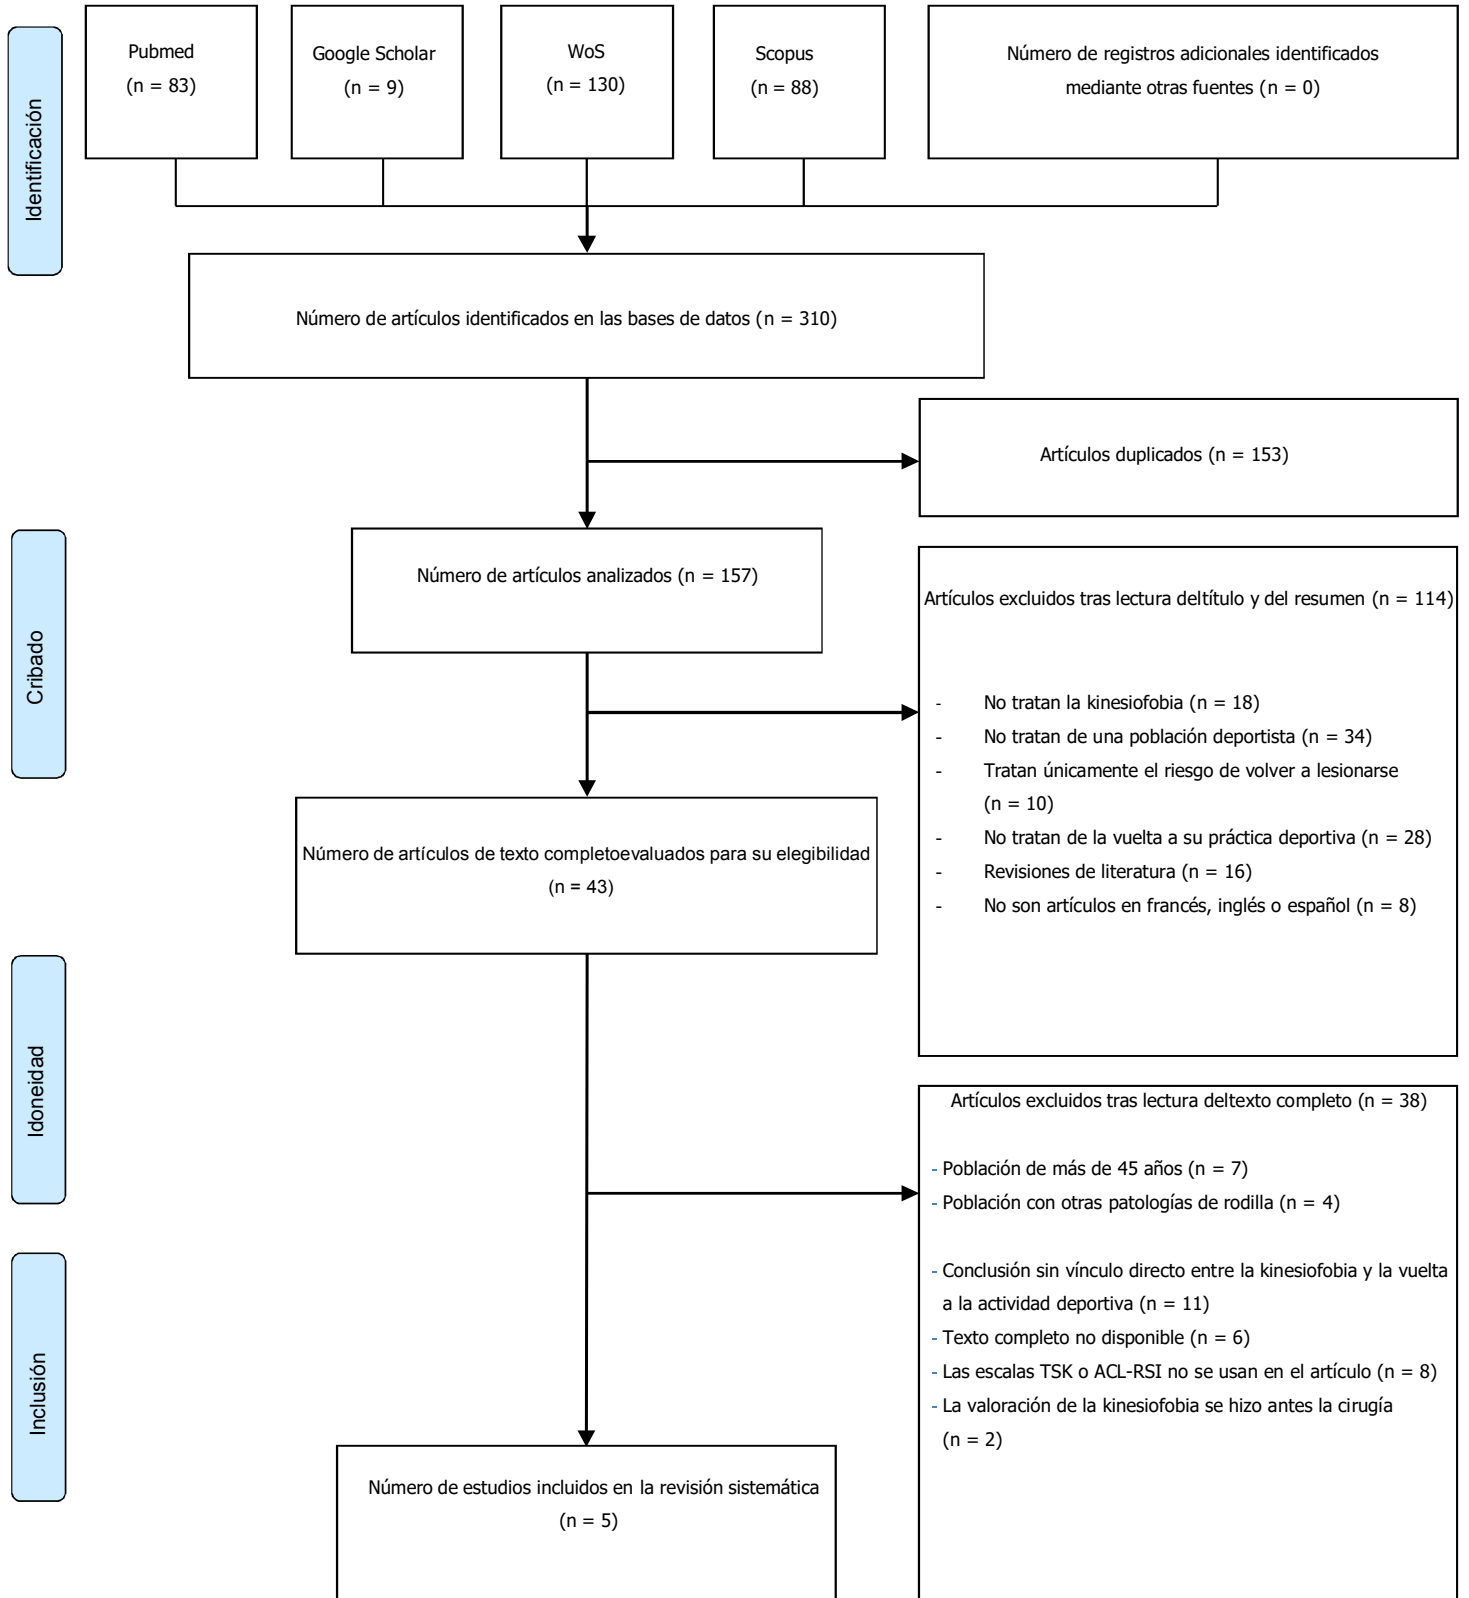 Identificación
Pubmed
(n = 83)
Google Scholar
(n = 9)
WoS
(n = 130)
Scopus
(n = 88)
Número de registros adicionales identificados
mediante otras fuentes (n = 0)
Número de artículos identificados en las bases de datos (n = 310)
Artículos duplicados (n = 153)
Cribado
Número de artículos analizados (n = 157)
Artículos excluidos tras lectura deltítulo y del resumen (n = 114)
- No tratan la kinesiofobia (n = 18)
- No tratan de una población deportista (n = 34)
- Tratan únicamente el riesgo de volver a lesionarse
(n = 10)
- No tratan de la vuelta a su práctica deportiva (n = 28)
- Revisiones de literatura (n = 16)
- No son artículos en francés, inglés o español (n = 8)
Número de artículos de texto completoevaluados para su elegibilidad
(n = 43)
Idoneidad
Artículos excluidos tras lectura deltexto completo (n = 38)
- Población de más de 45 años (n = 7)
- Población con otras patologías de rodilla (n = 4)
- Conclusión sin vínculo directo entre la kinesiofobia y la vuelta
a la actividad deportiva (n = 11)
- Texto completo no disponible (n = 6)
- Las escalas TSK o ACL-RSI no se usan en el artículo (n = 8)
- La valoración de la kinesiofobia se hizo antes la cirugía
(n = 2)
Inclusión
Número de estudios incluidos en la revisión sistemática
(n = 5)